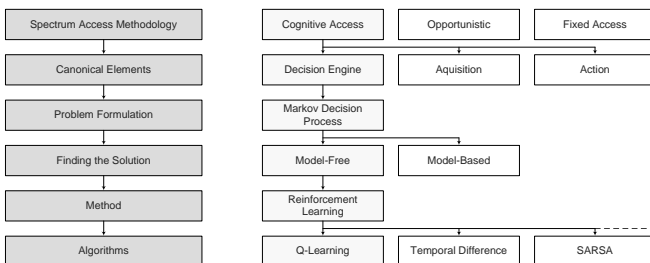 Spectrum Access Methodology
Cognitive Access
Opportunistic
Fixed Access
Canonical Elements
Decision Engine
Aquisition
Action
Problem Formulation
Markov Decision
Process
Finding the Solution
Model-Free
Model-Based
Method
Reinforcement
Learning
Algorithms
Q-Learning
Temporal Difference
SARSA